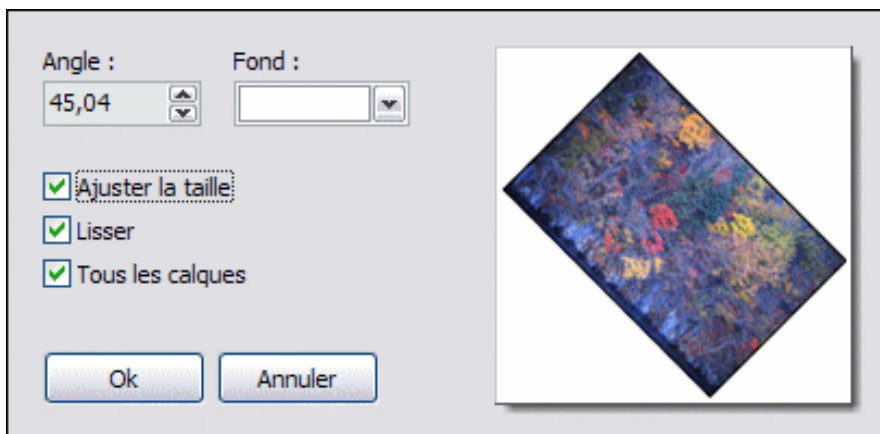 Angle :
Fond :
45,04
Ajuster la taille
Lisser
Tous les calques
Ok
Annuler